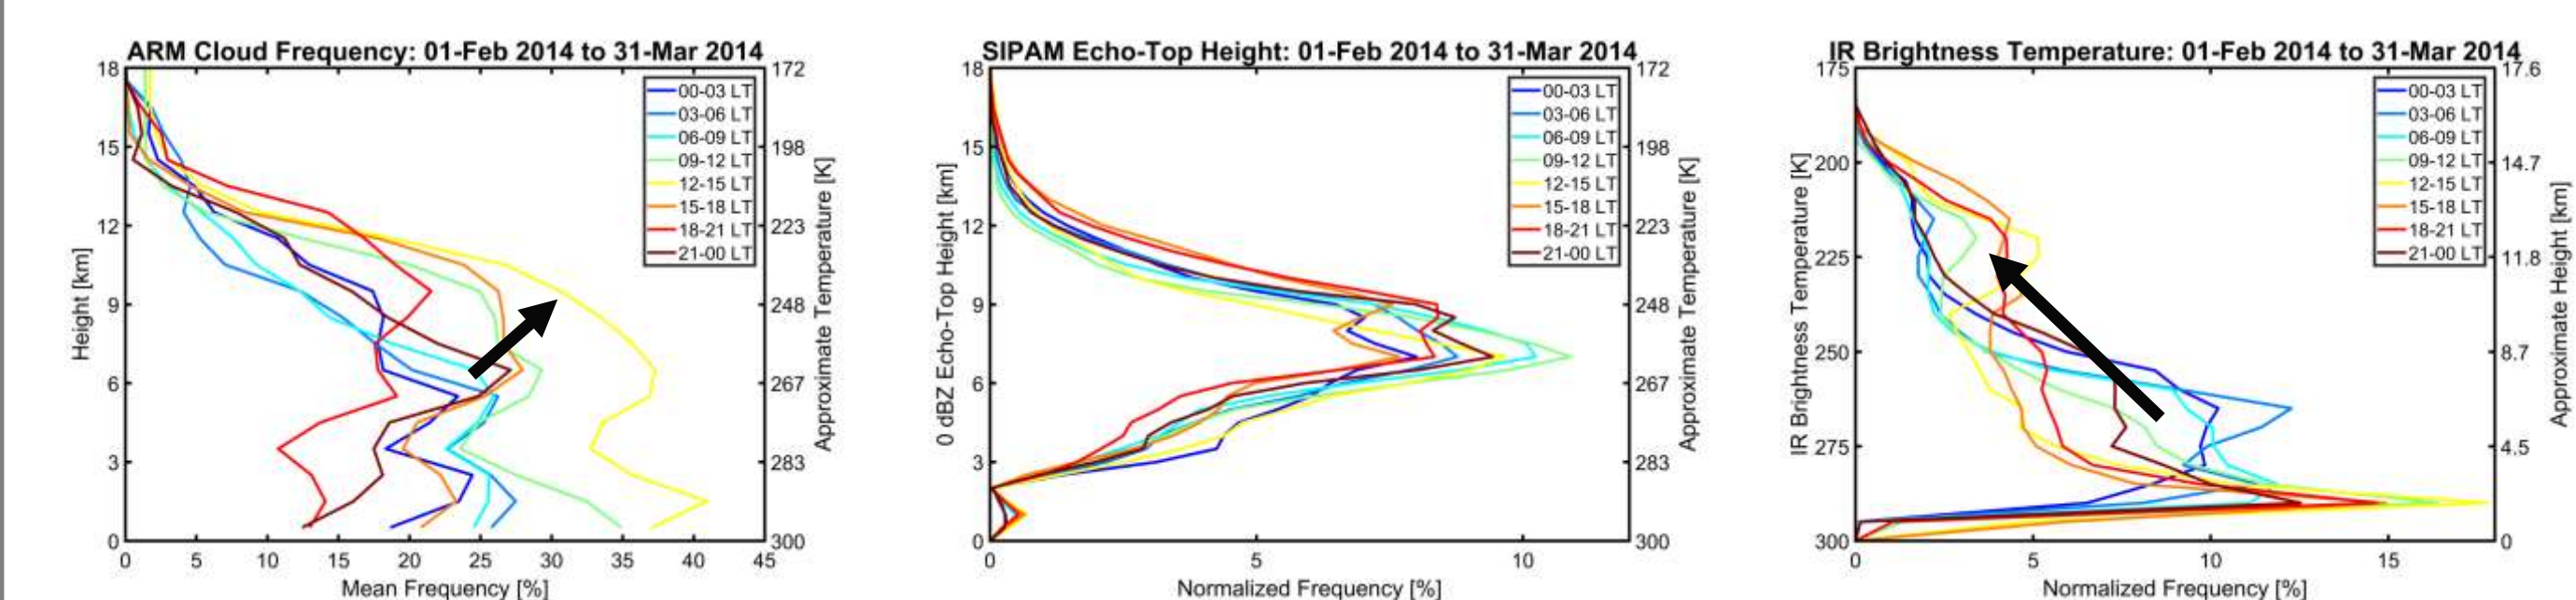 ARM Cloud Frequency: 01-Feb 2014 to 31-Mar 2014
18
15
12
9
6
3
0
Height [km]
0 5 10 15 20 25 30 35 40 45
Mean Frequency [%]
172
198
223
248
267
283
300
Approximate Temperature [K]
00-03 LT
03-06 LT
06-09 LT
09-12 LT
12-15 LT
15-18 LT
18-21 LT
21-00 LT
SIPAM Echo-Top Height: 01-Feb 2014 to 31-Mar 2014
18
15
12
9
6
3
0
0 dBZ Echo-Top Height [km]
0 5 10
Normalized Frequency [%]
172
198
223
248
267
283
300
Approximate Temperature [K]
00-03 LT
03-06 LT
06-09 LT
09-12 LT
12-15 LT
15-18 LT
18-21 LT
21-00 LT
IR Brightness Temperature: 01-Feb 2014 to 31-Mar 2014
175
200
225
250
275
300
IR Brightness Temperature [K]
0 5 10 15
Normalized Frequency [%]
17.6
14.7
11.8
8.7
4.5
0
Approximate Height [km]
00-03 LT
03-06 LT
06-09 LT
09-12 LT
12-15 LT
15-18 LT
18-21 LT
21-00 LT